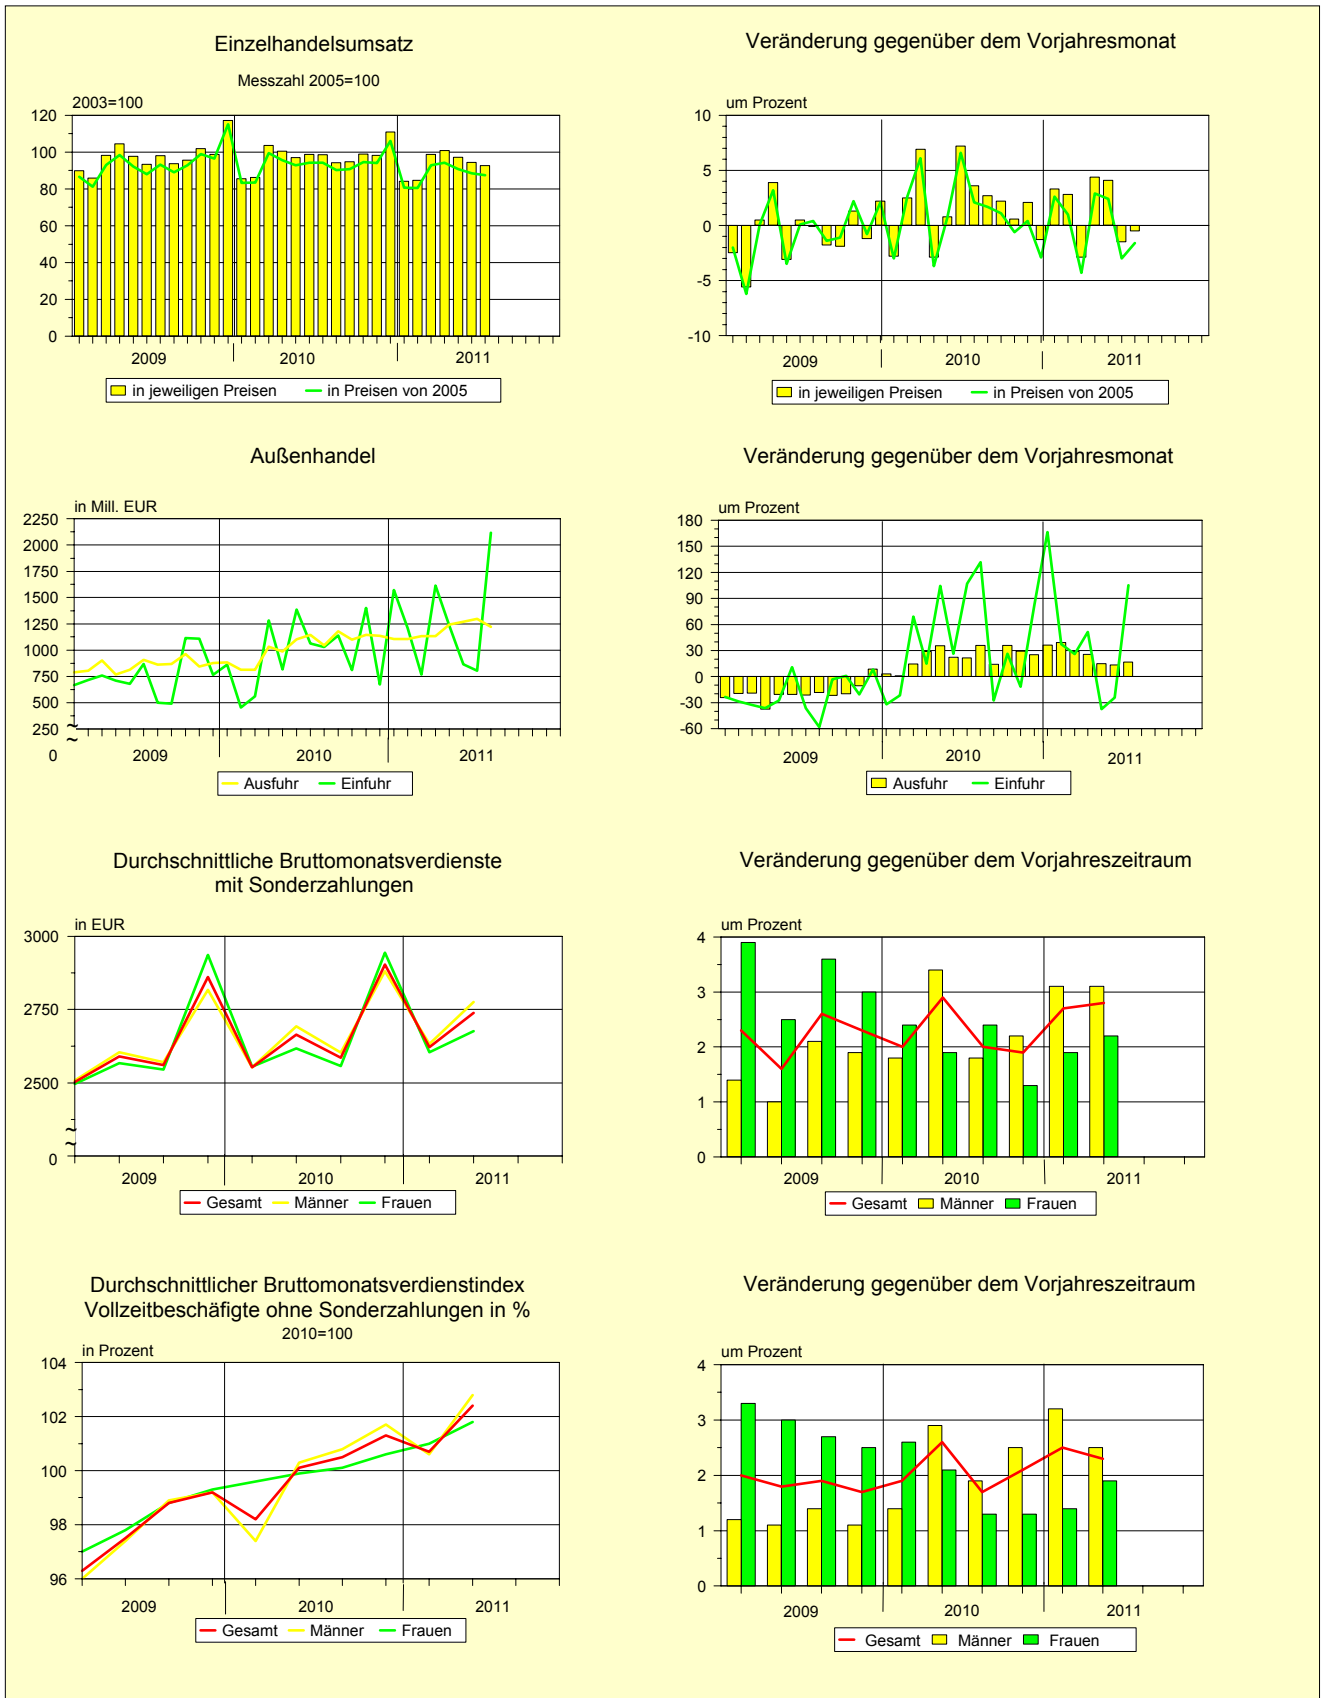 Einzelhandelsumsatz
Messzahl 2005=100
2003=100
120
100
80
60
40
20
0
2009 2010 2011
in jeweiligen Preisen in Preisen von 2005
Veränderung gegenüber dem Vorjahresmonat
um Prozent
10
5
0
-5
-10
2009 2010 2011
in jeweiligen Preisen in Preisen von 2005
Außenhandel
in Mill. EUR
2250
2000
1750
1500
1250
1000
750
500
250
~
~
0
2009 2010 2011
Ausfuhr Einfuhr
Veränderung gegenüber dem Vorjahresmonat
um Prozent
180
150
120
90
60
30
0
-30
-60
2009 2010 2011
Ausfuhr Einfuhr
Durchschnittliche Bruttomonatsverdienste
mit Sonderzahlungen
in EUR
3000
2750
2500
~
~
0
2009 2010 2011
Gesamt Männer Frauen
Veränderung gegenüber dem Vorjahreszeitraum
um Prozent
4
3
2
1
0
2009 2010 2011
Gesamt Männer Frauen
Durchschnittlicher Bruttomonatsverdienstindex
Vollzeitbeschäfigte ohne Sonderzahlungen in %
2010=100
in Prozent
104
102
100
98
96
2009 2010 2011
Gesamt Männer Frauen
Veränderung gegenüber dem Vorjahreszeitraum
um Prozent
4
3
2
1
0
2009 2010 2011
Gesamt Männer Frauen